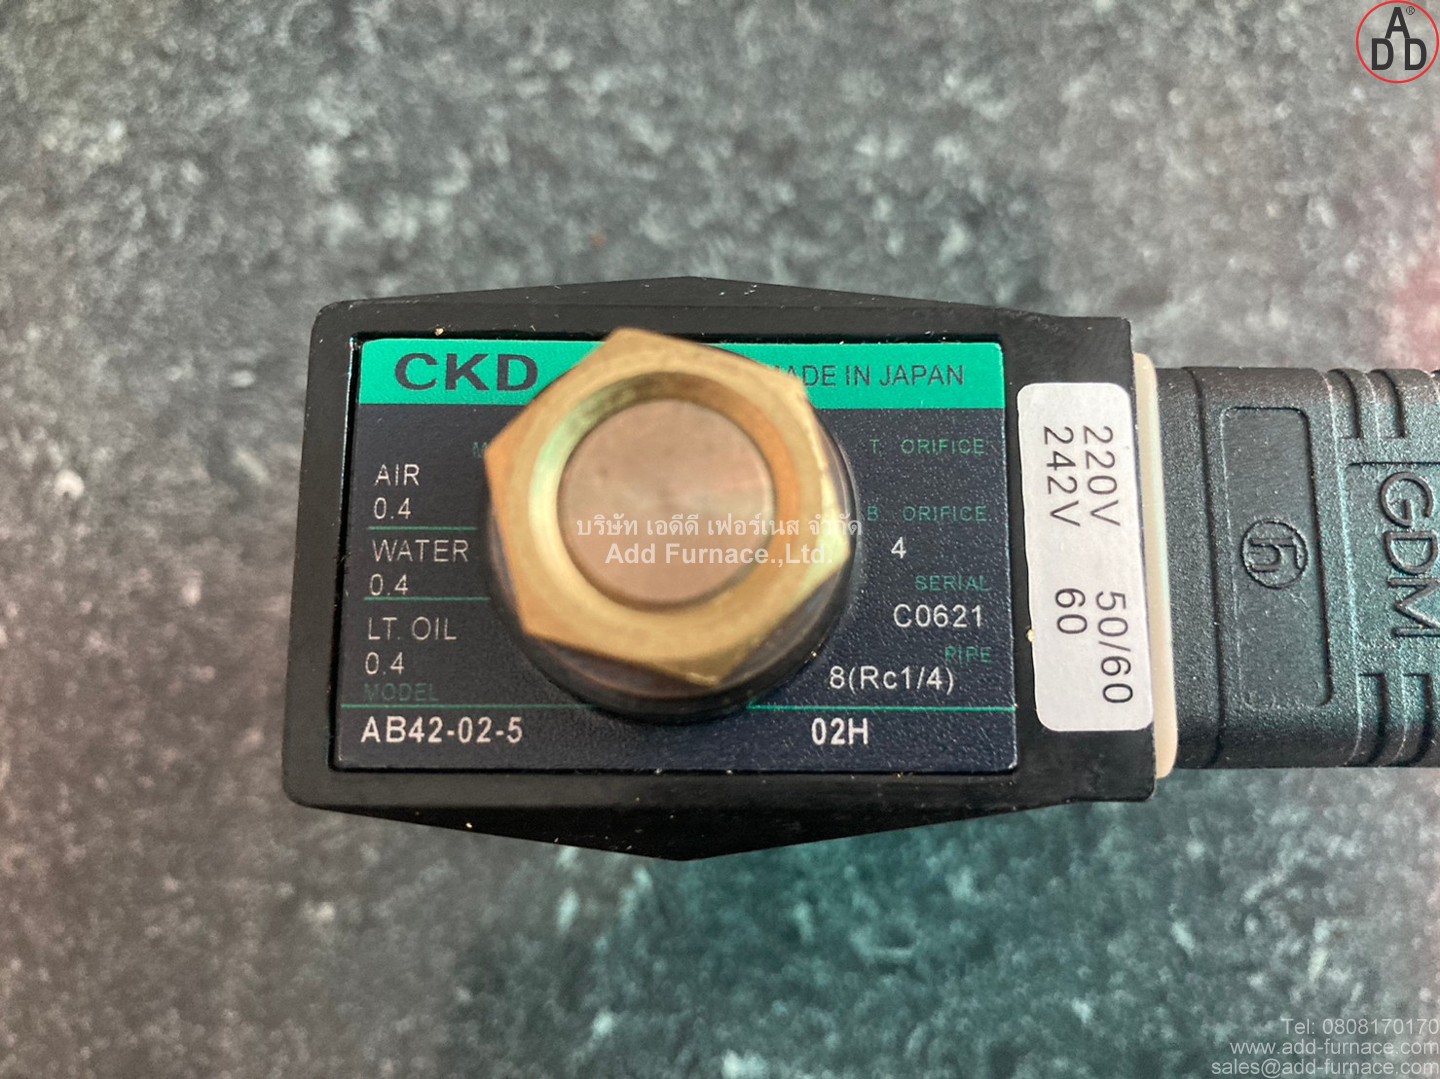 ADD®
CKD MADE IN JAPAN
T. ORIFICE
AIR
0.4
B ORIFICE
4
WATER
0.4
SERIAL
C0621
LT. OIL
0.4
PIPE
8(Rc1/4)
MODEL
AB42-02-5 02H
220V 50/60
242V 60
GDM
บริษัท เอดีดี เฟอร์เนส จำกัด
Add Furnace.,Ltd.
Tel: 0808170170
www.add-furnace.com
sales@add-furnace.com